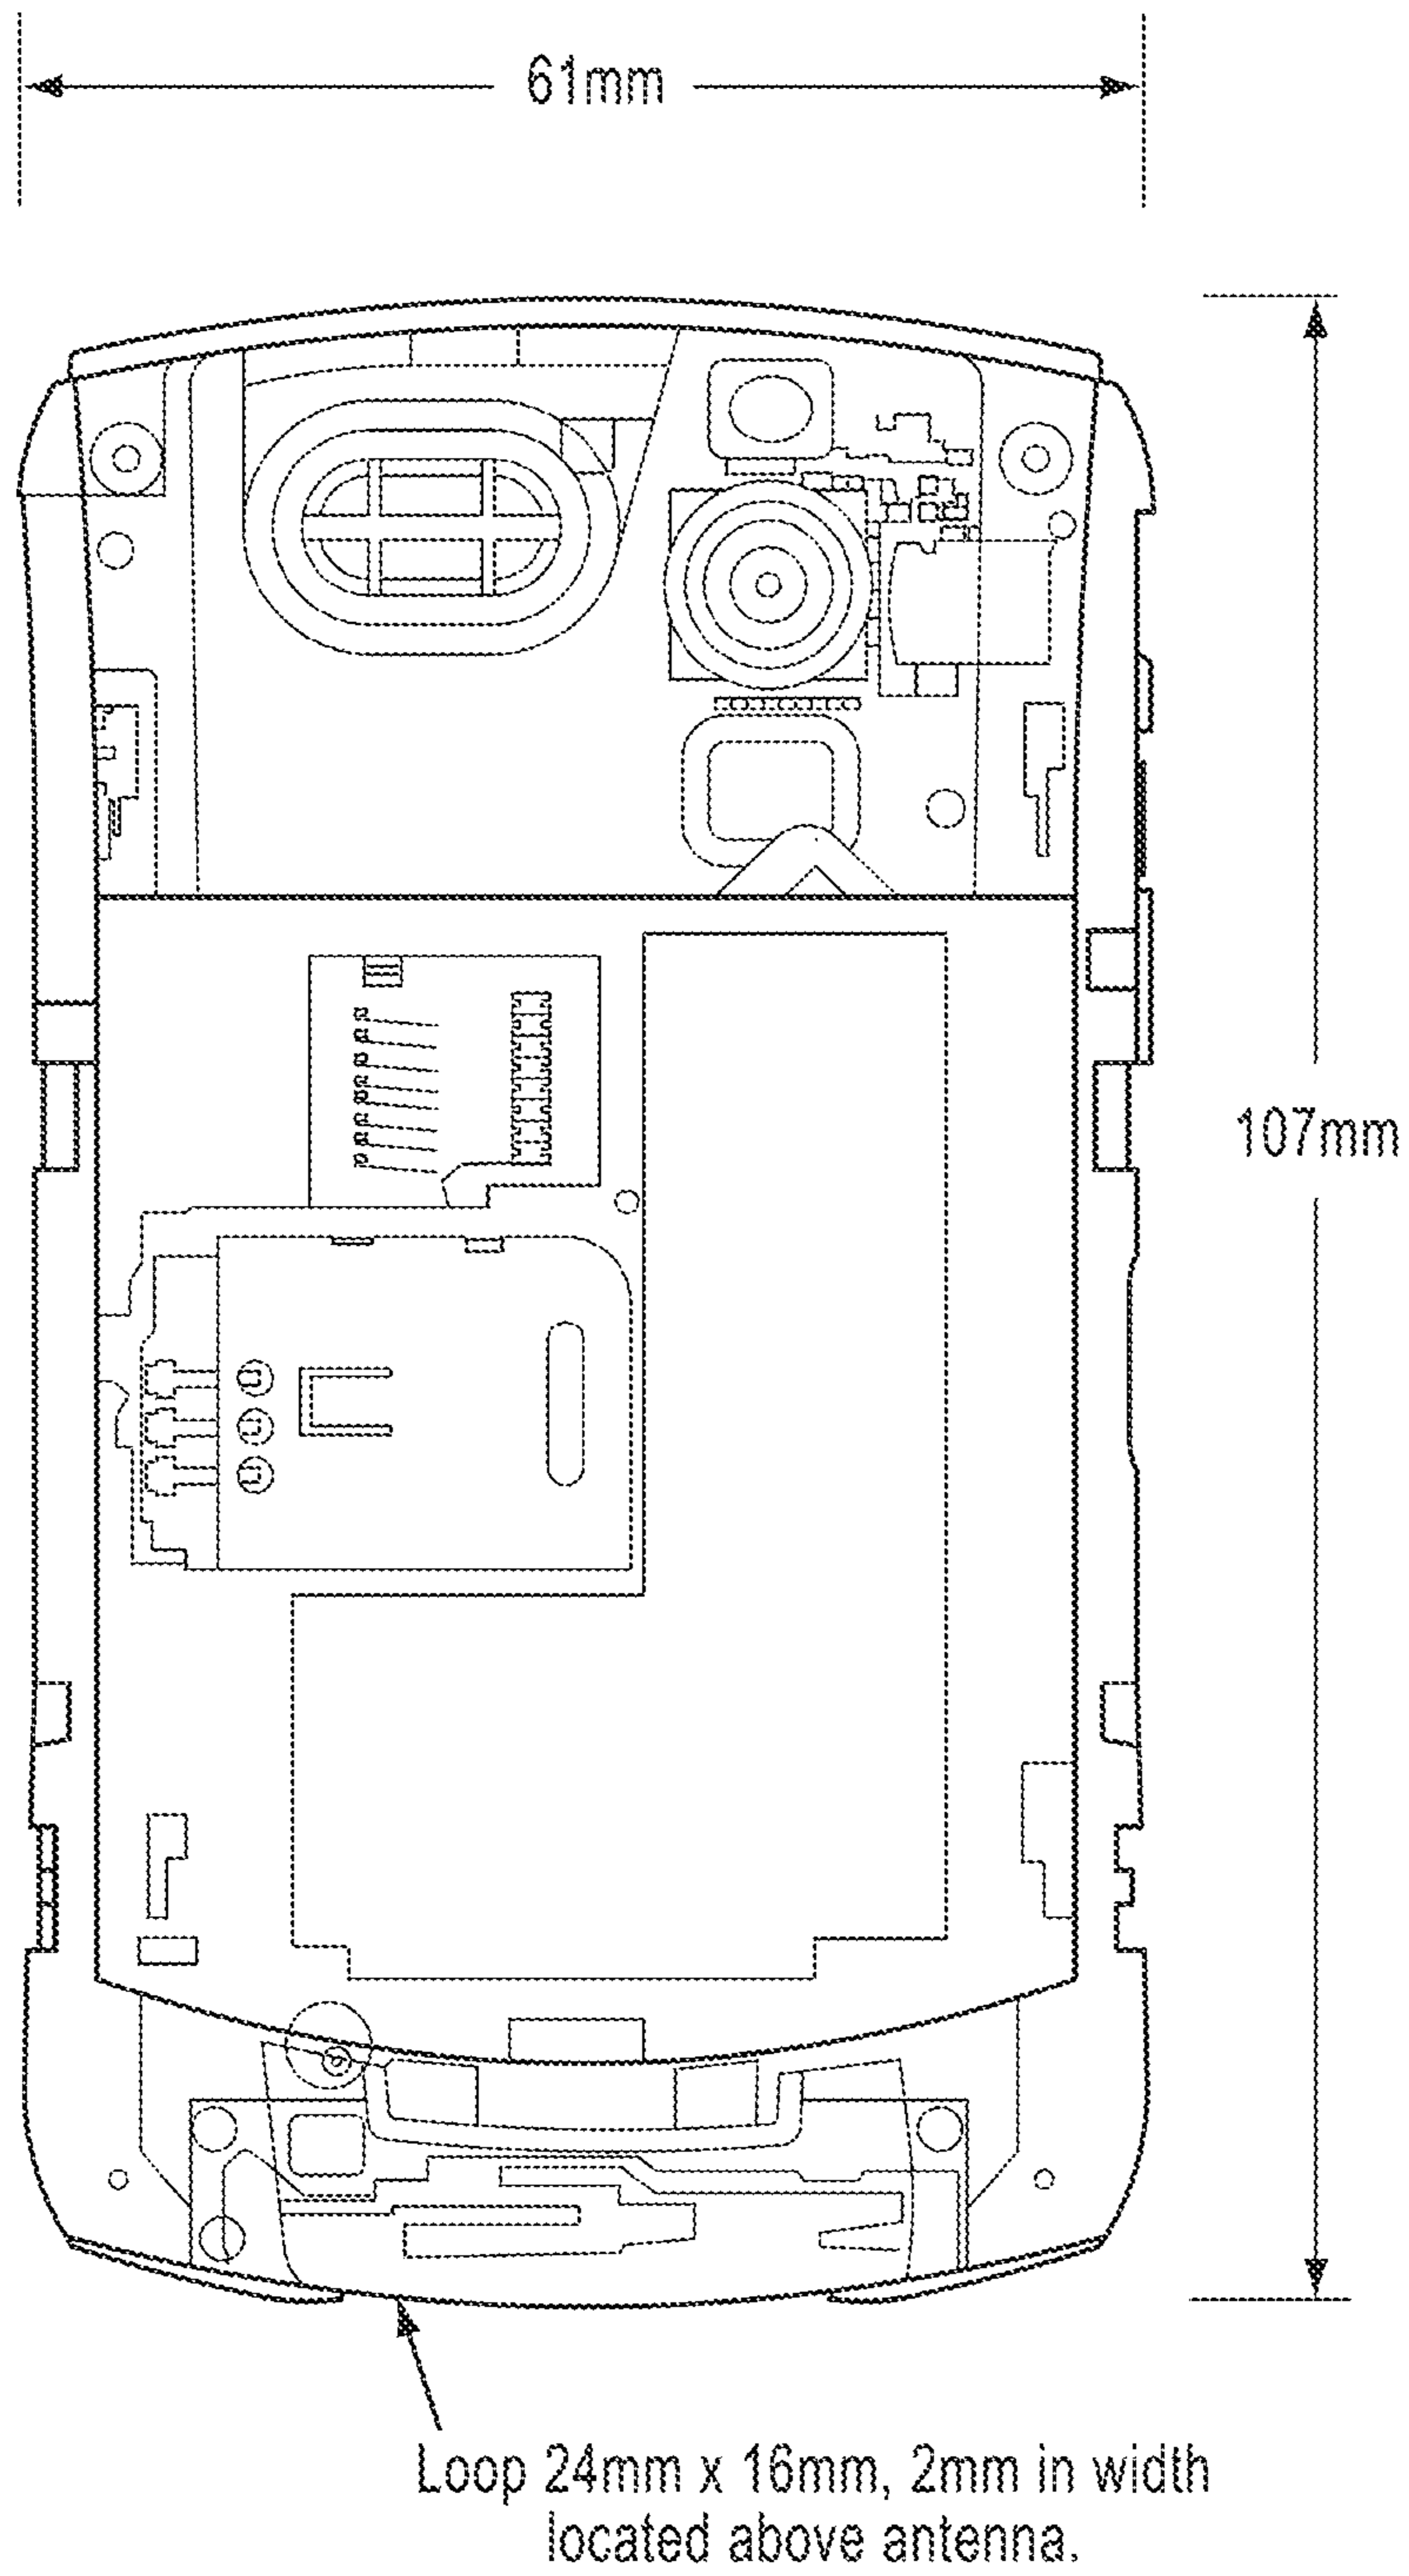 61mm
107mm
Loop 24mm x 16mm, 2mm in width
located above antenna.